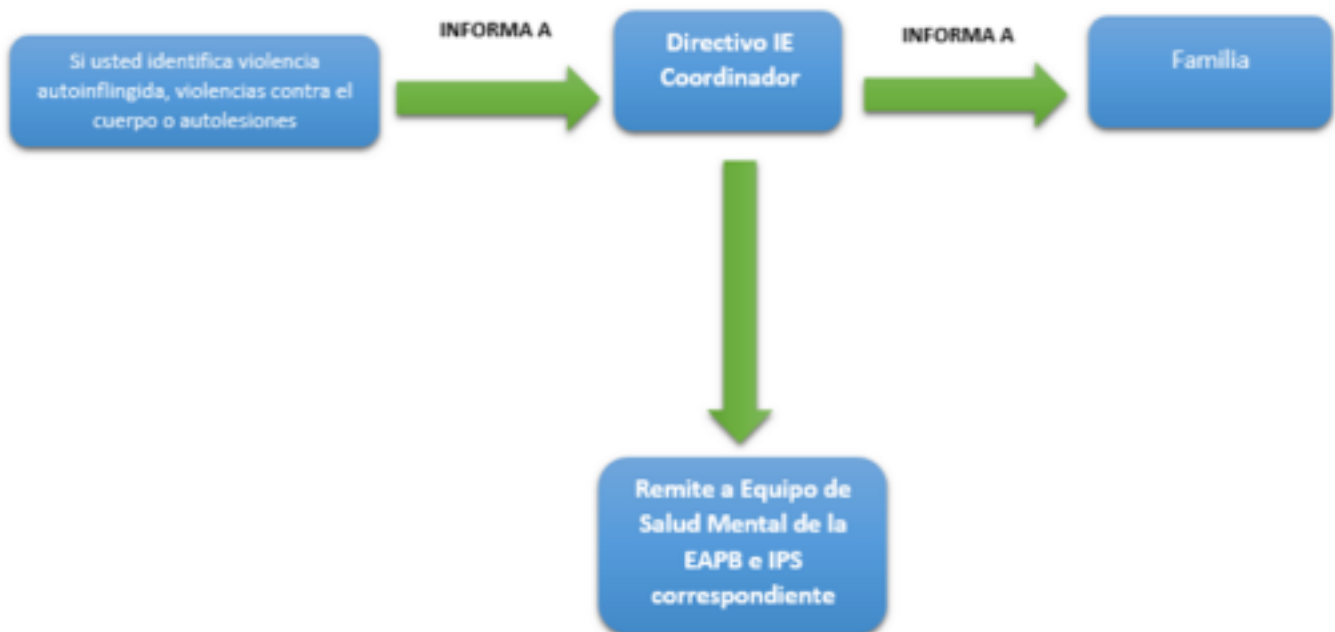 INFORMA A
INFORMA A
Si usted identifica violencia
autoinflingida, violencias contra el
cuerpo o autolesiones
Directivo IE
Coordinador
Familia
Remite a Equipo de
Salud Mental de la
EAPB e IPS
correspondiente